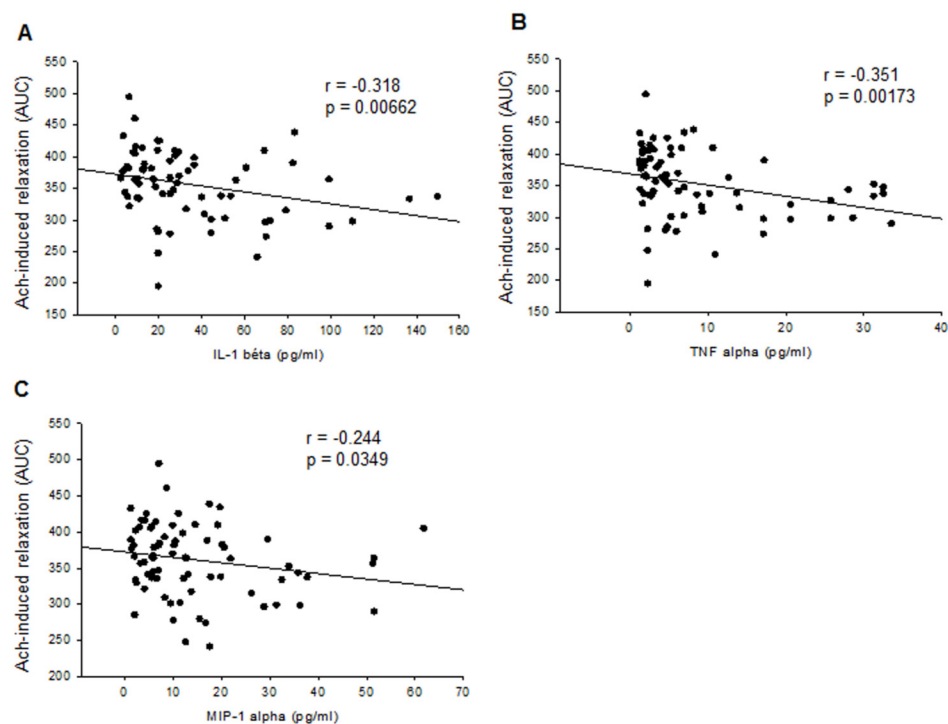 A
Ach-induced relaxation (AUC)
550
500
450
400
350
300
250
200
150
r = -0.318
p = 0.00662
0 20 40 60 80 100 120 140 160
IL-1 béta (pg/ml)
B
Ach-induced relaxation (AUC)
550
500
450
400
350
300
250
200
150
r = -0.351
p = 0.00173
0 10 20 30 40
TNF alpha (pg/ml)
C
Ach-induced relaxation (AUC)
550
500
450
400
350
300
250
200
r = -0.244
p = 0.0349
0 10 20 30 40 50 60 70
MIP-1 alpha (pg/ml)